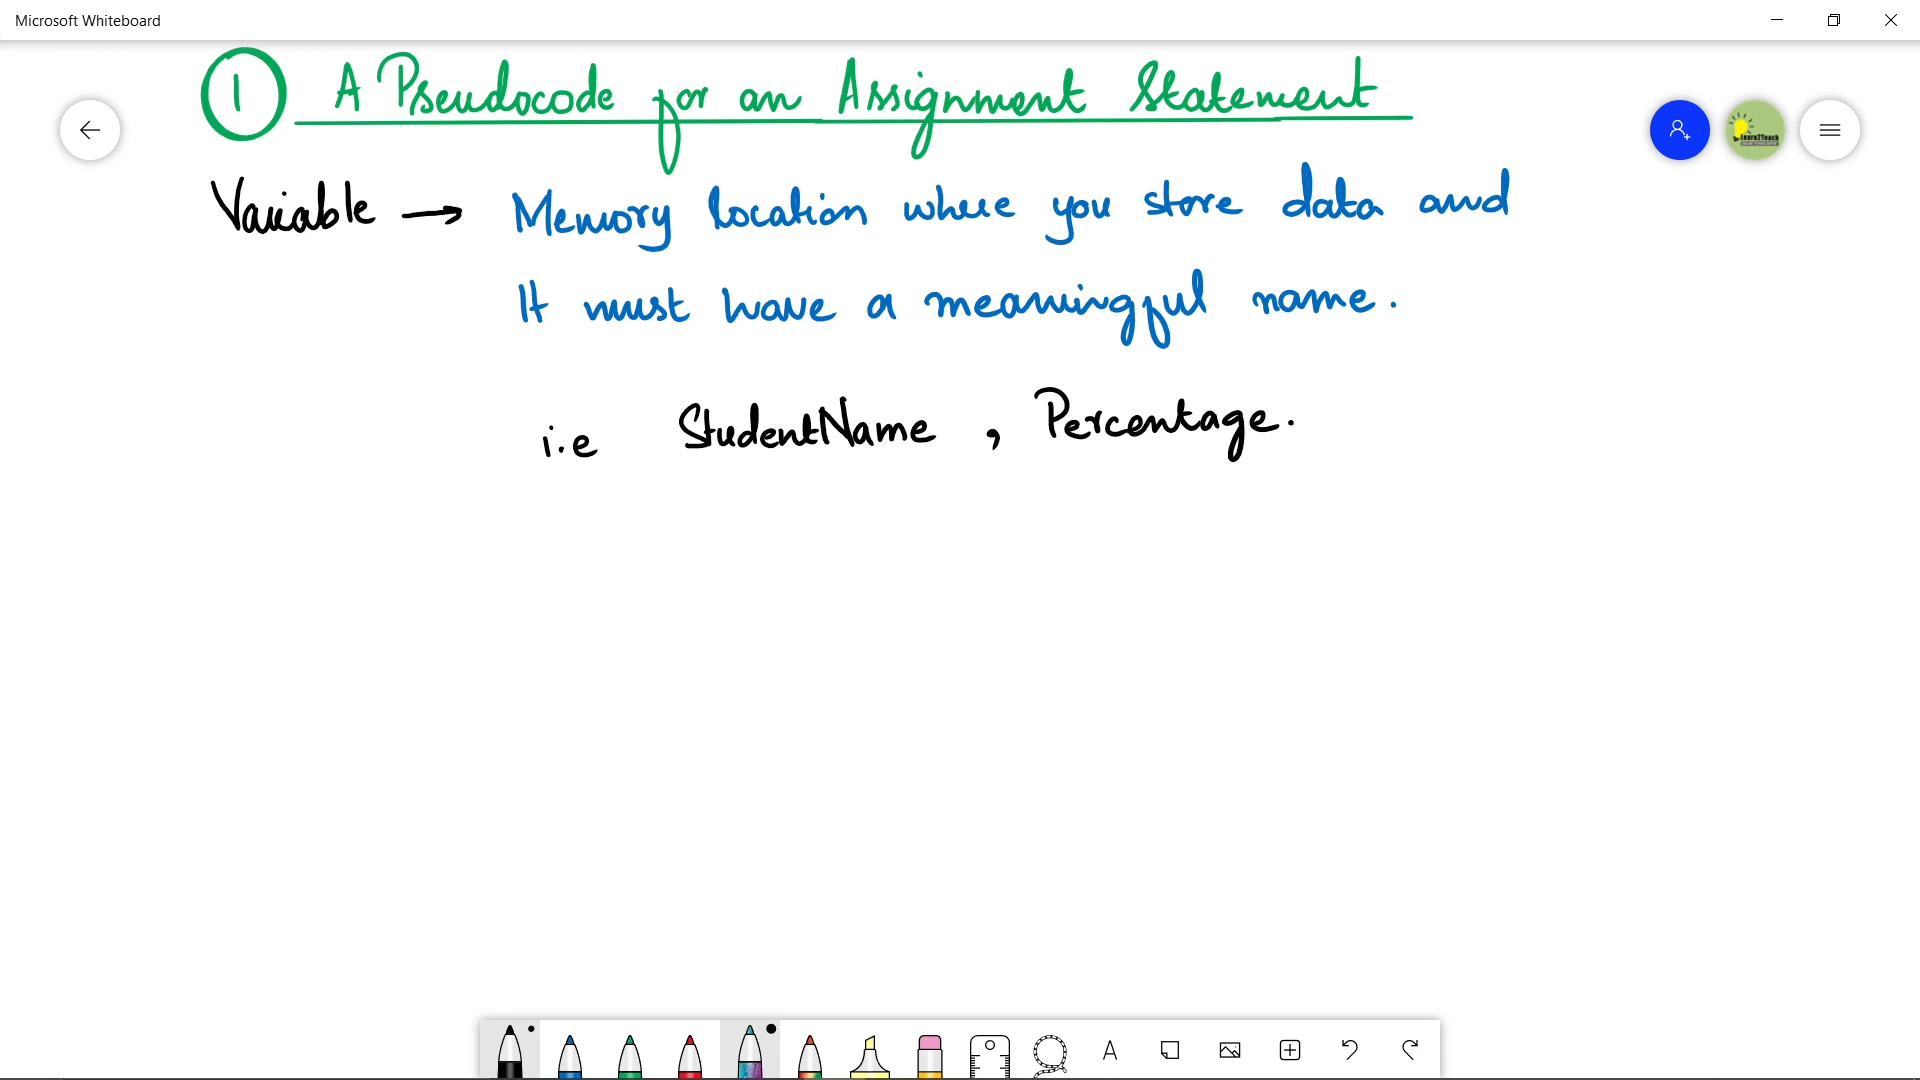 Microsoft Whiteboard
1 A Pseudocode for an Assignment Statement
Variable → Memory location where you store data and
It must have a meaningful name.
i.e StudentName , Percentage.
Learn2Teach
A